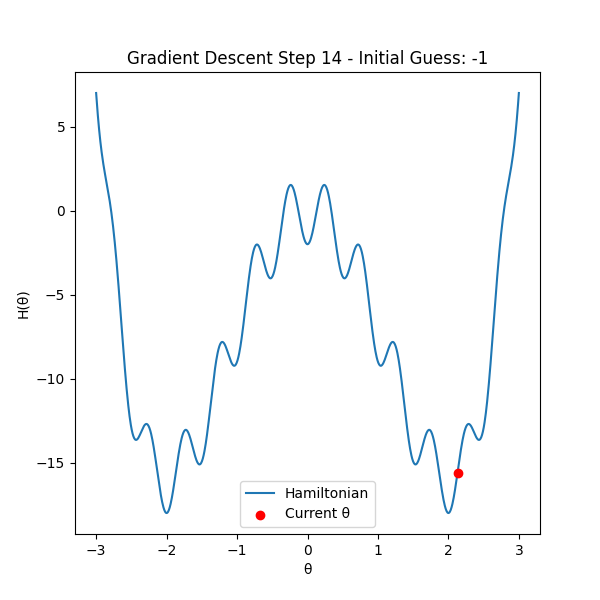 Gradient Descent Step 14 - Initial Guess: -1
H(θ)
5
0
−5
−10
−15
Hamiltonian
Current θ
−3
−2
−1
0
1
2
3
θ